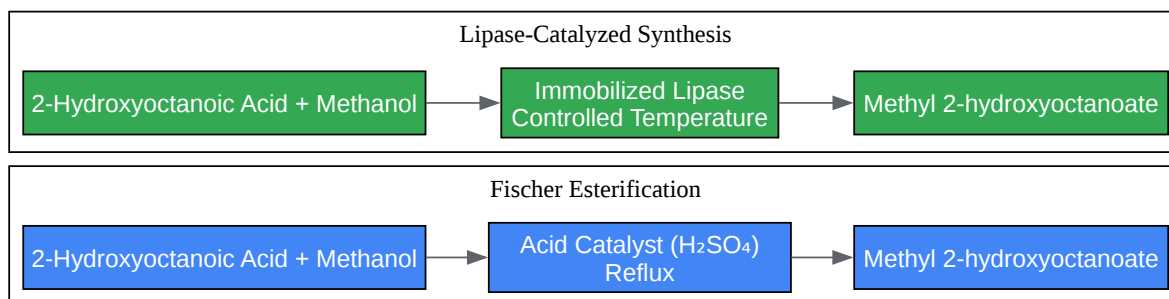 Lipase-Catalyzed Synthesis
2-Hydroxyoctanoic Acid + Methanol
Immobilized Lipase
Controlled Temperature
Methyl 2-hydroxyoctanoate
Fischer Esterification
2-Hydroxyoctanoic Acid + Methanol
Acid Catalyst (H₂SO₄)
Reflux
Methyl 2-hydroxyoctanoate